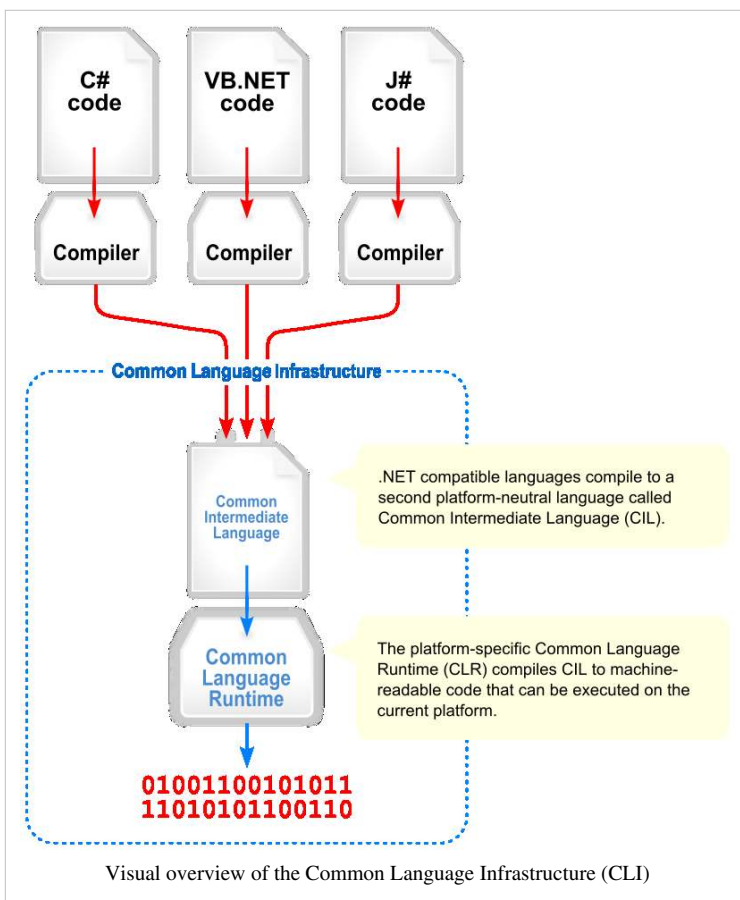 C#
code
VB.NET
code
J#
code
Compiler
Compiler
Compiler
Common Language Infrastructure
Common
Intermediate
Language
.NET compatible languages compile to a
second platform-neutral language called
Common Intermediate Language (CIL).
Common
Language
Runtime
The platform-specific Common Language
Runtime (CLR) compiles CIL to machine-
readable code that can be executed on the
current platform.
01001100101011
11010101100110
Visual overview of the Common Language Infrastructure (CLI)